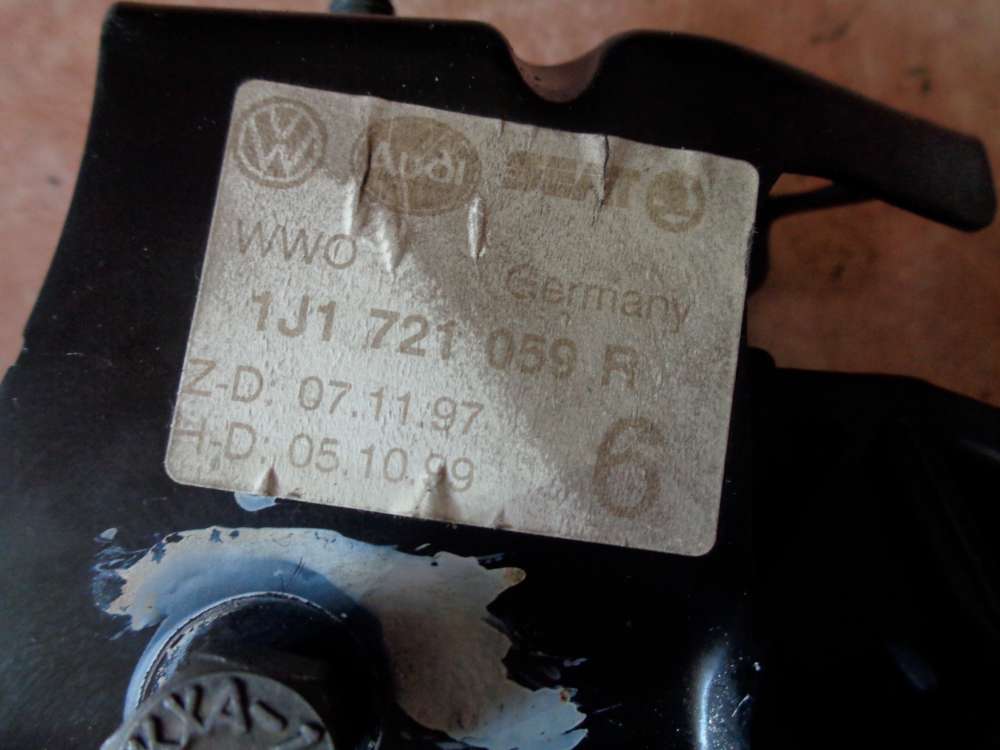 Audi SEAT
WWO
Germany
1J1 721 059 R
Z-D: 07.11.97
H-D: 05.10.99
6